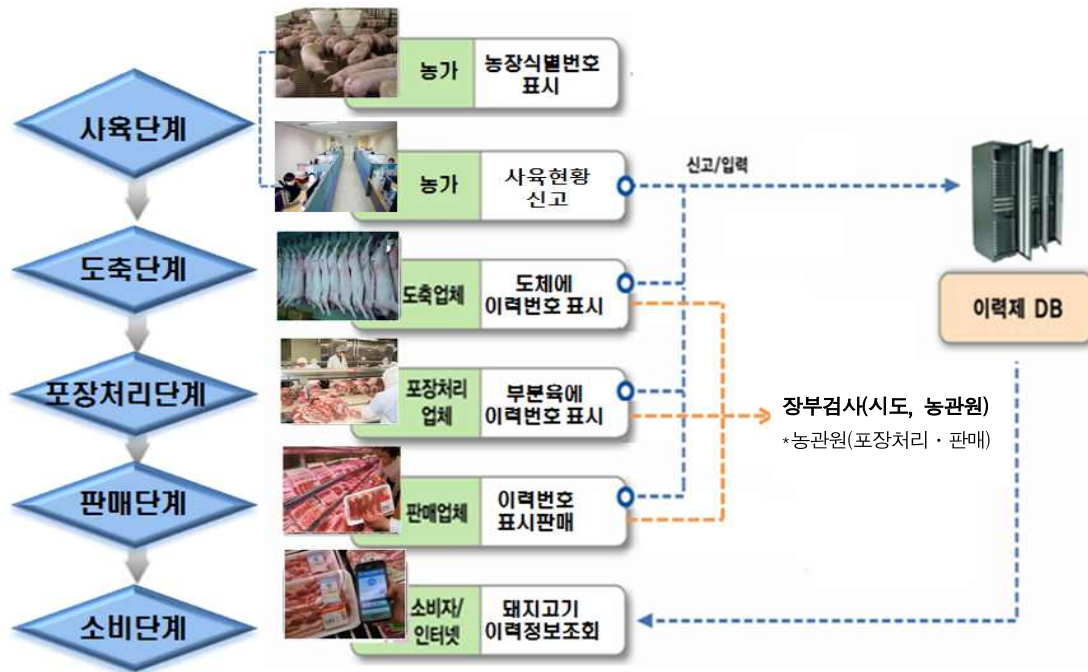 사육단계
농가
농장식별번호
표시
농가
사육현황
신고
신고/입력
도축단계
도축업체
도체에
이력번호 표시
이력제 DB
포장처리단계
포장처리
업체
부분육에
이력번호 표시
장부검사(시도, 농관원)
*농관원(포장처리 · 판매)
판매단계
판매업체
이력번호
표시판매
소비단계
소비자/
인터넷
돼지고기
이력정보조회